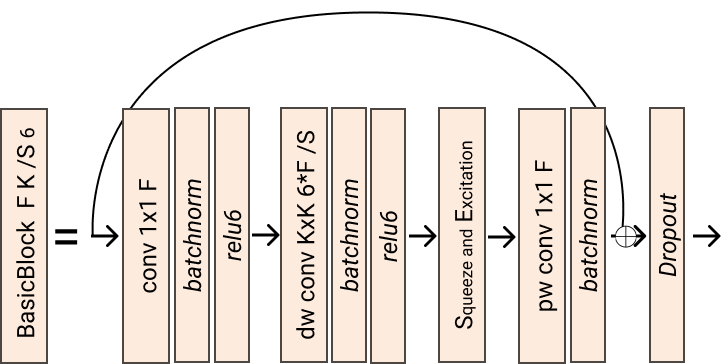 BasicBlock F K /S 6
=
conv 1x1 F
batchnorm
relu6
dw conv KxK 6*F /S
batchnorm
relu6
Squeeze and Excitation
pw conv 1x1 F
batchnorm
Dropout